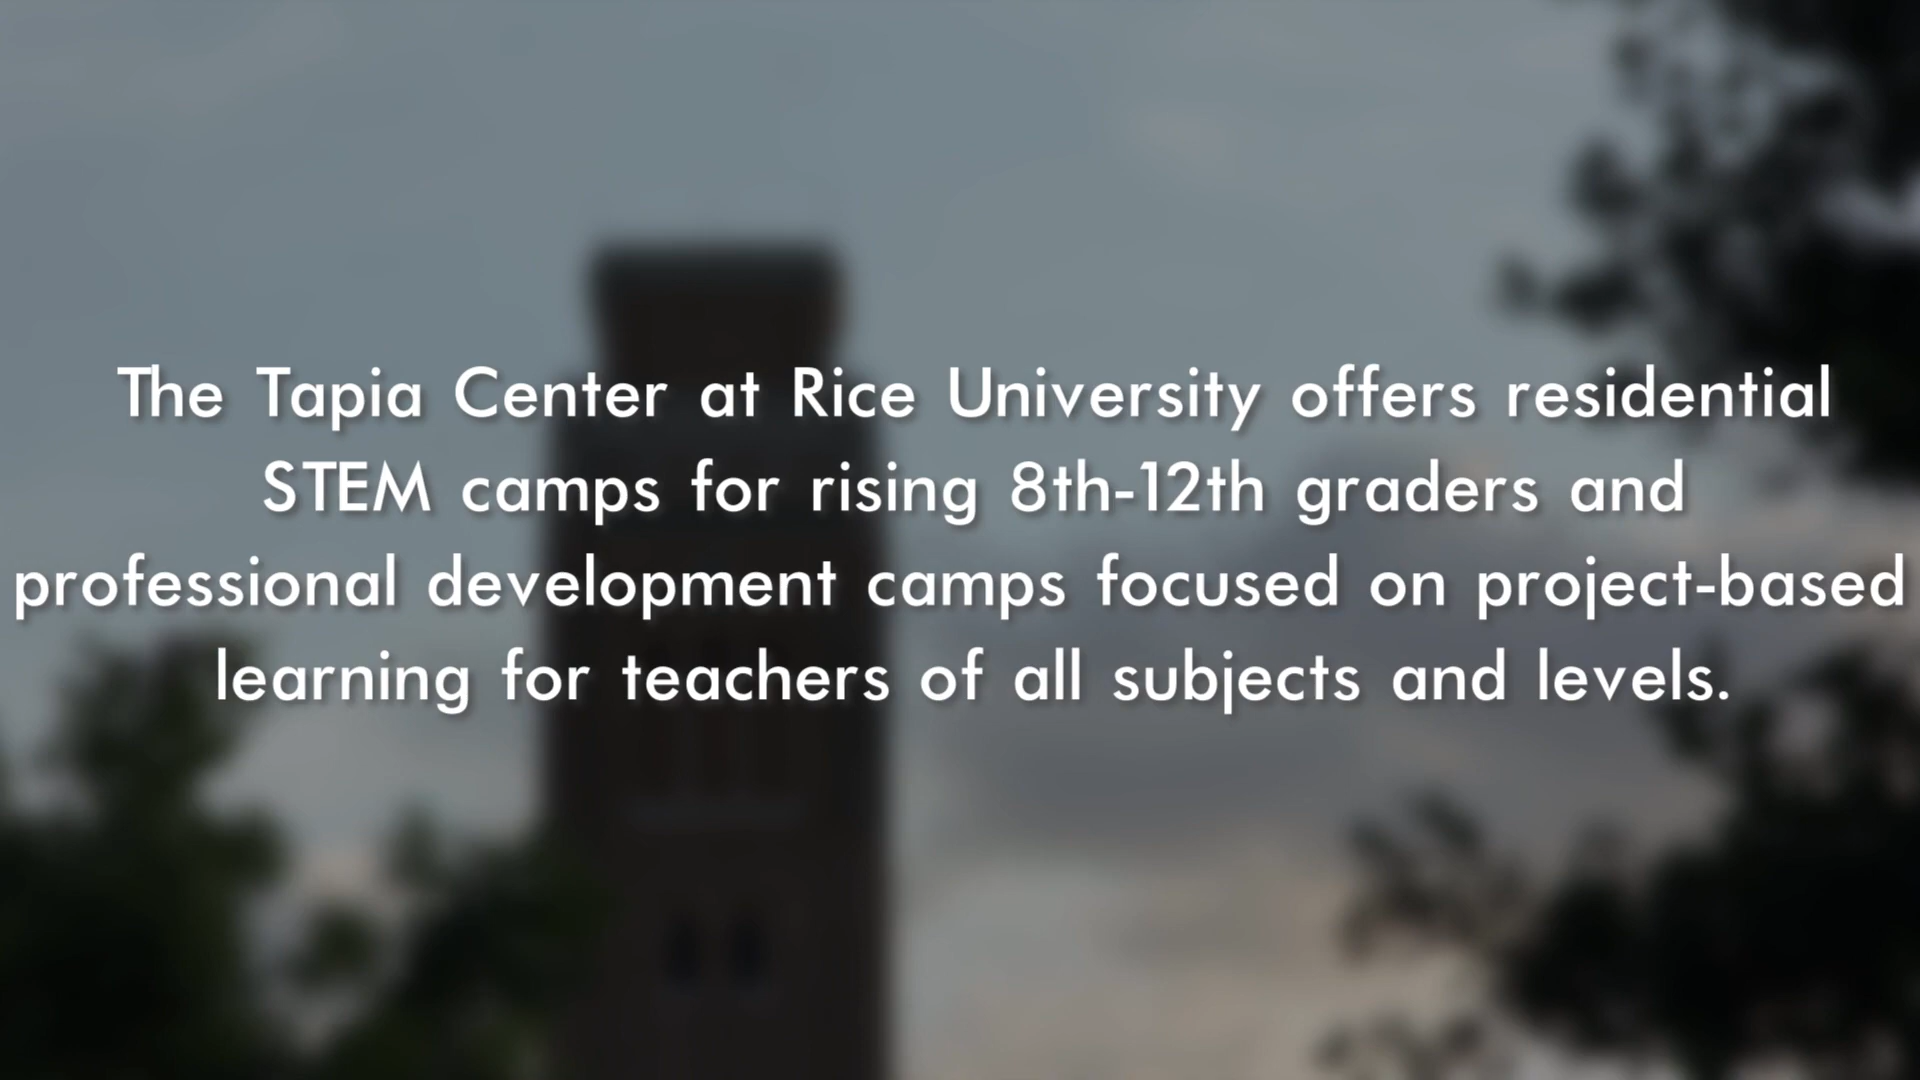 The Tapia Center at Rice University offers residential
STEM camps for rising 8th-12th graders and
professional development camps focused on project-based
learning for teachers of all subjects and levels.